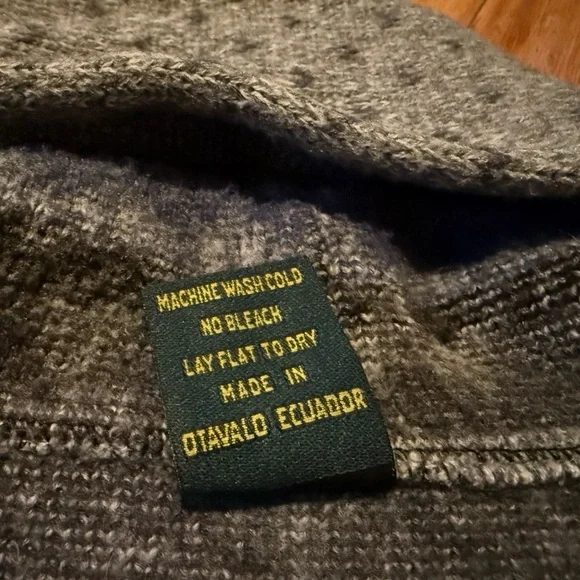 MACHINE WASH COLD
NO BLEACH
LAY FLAT TO DRY
MADE IN
OTAVALO ECUADOR